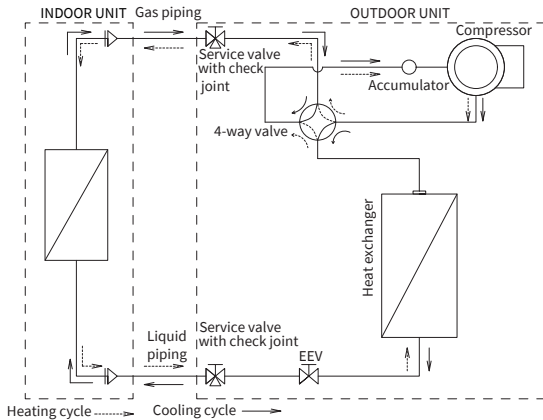 INDOOR UNIT
Gas piping
OUTDOOR UNIT
Compressor
Service valve
with check
joint
Accumulator
4-way valve
Heat exchanger
Liquid
piping
Service valve
with check joint
EEV
Heating cycle
Cooling cycle